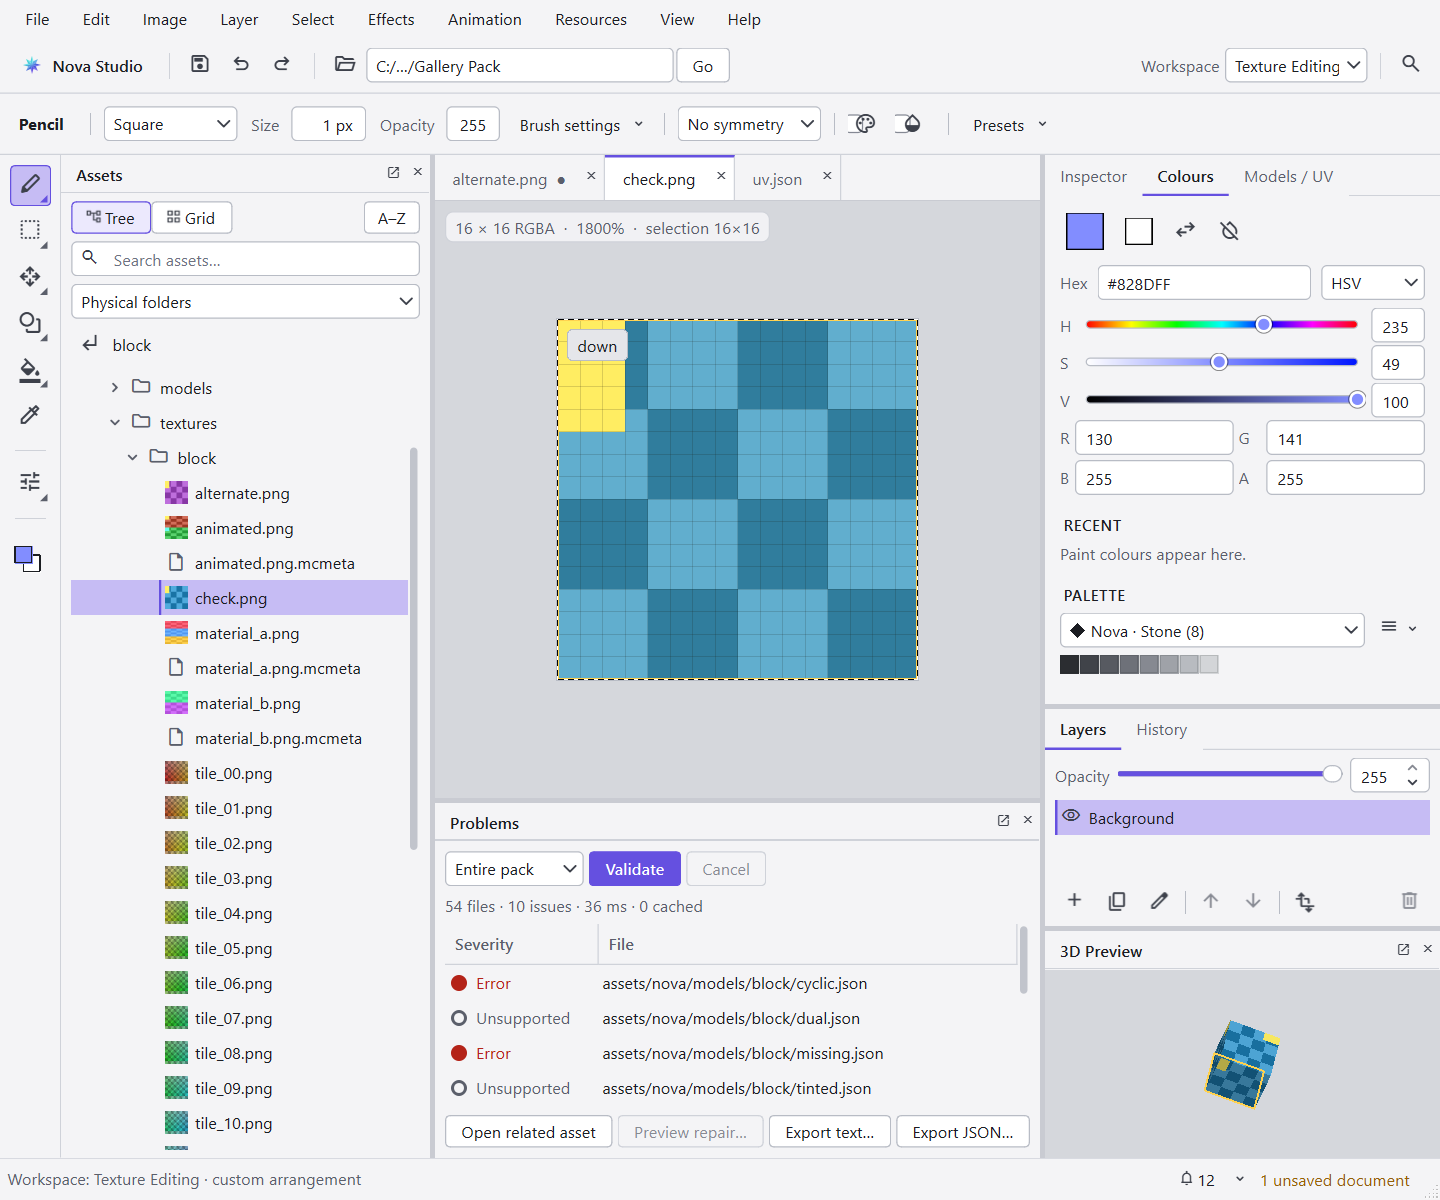 File Edit Image Layer Select Effects Animation Resources View Help
Nova Studio C:/.../Gallery Pack Go Workspace Texture Editing
Pencil Square Size 1 px Opacity 255 Brush settings No symmetry Presets
Assets
Tree Grid A–Z
Search assets...
Physical folders
block
models
textures
block
alternate.png
animated.png
animated.png.mcmeta
check.png
material_a.png
material_a.png.mcmeta
material_b.png
material_b.png.mcmeta
tile_00.png
tile_01.png
tile_02.png
tile_03.png
tile_04.png
tile_05.png
tile_06.png
tile_07.png
tile_08.png
tile_09.png
tile_10.png
alternate.png check.png uv.json
16 × 16 RGBA · 1800% · selection 16×16
down
Problems
Entire pack Validate Cancel
54 files · 10 issues · 36 ms · 0 cached
Severity File
Error assets/nova/models/block/cyclic.json
Unsupported assets/nova/models/block/dual.json
Error assets/nova/models/block/missing.json
Unsupported assets/nova/models/block/tinted.json
Open related asset Preview repair... Export text... Export JSON...
Inspector Colours Models / UV
Hex #828DFF HSV
H 235
S 49
V 100
R 130 G 141
B 255 A 255
RECENT
Paint colours appear here.
PALETTE
Nova · Stone (8)
Layers History
Opacity 255
Background
3D Preview
Workspace: Texture Editing · custom arrangement 12 1 unsaved document